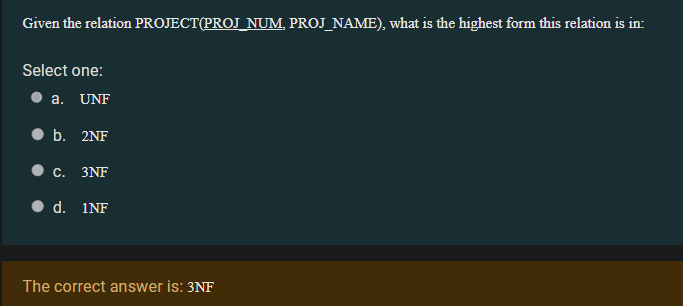 Given the relation PROJECT(PROJ_NUM, PROJ_NAME), what is the highest form this relation is in:
Select one:
a. UNF
b. 2NF
c. 3NF
d. 1NF
The correct answer is: 3NF